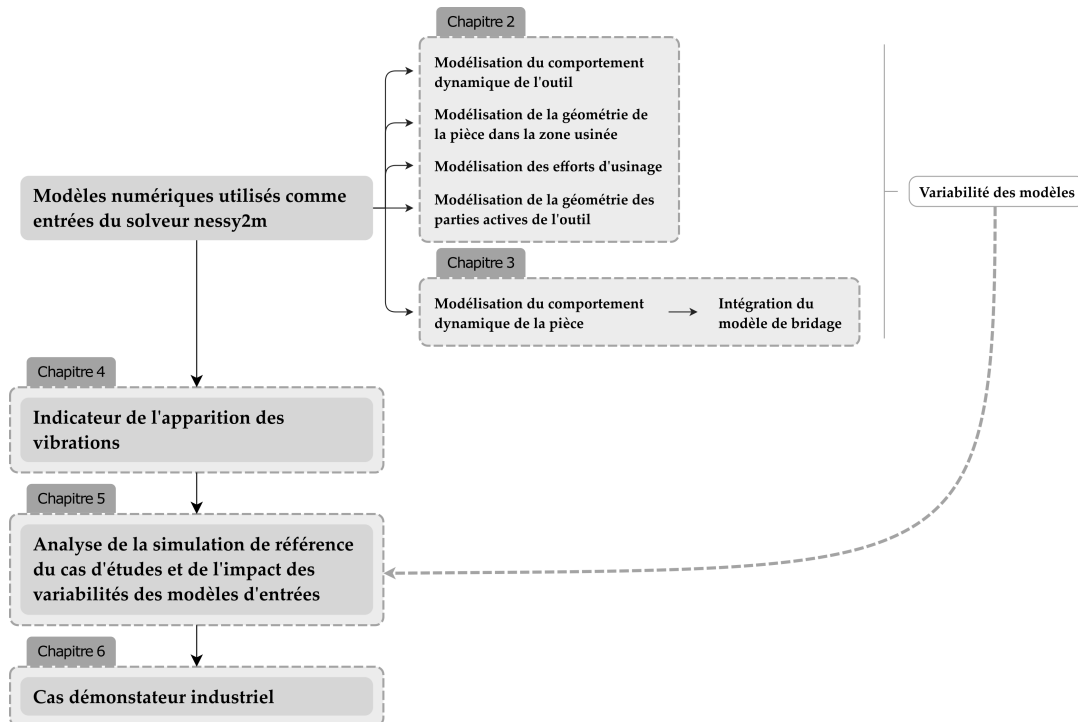 Chapitre 2
Modélisation du comportement
dynamique de l'outil
Modélisation de la géométrie de
la pièce dans la zone usinée
Modélisation des efforts d'usinage
Modélisation de la géométrie des
parties actives de l'outil
Modèles numériques utilisés comme
entrées du solveur nessy2m
Variabilité des modèles
Chapitre 3
Modélisation du comportement
dynamique de la pièce
Intégration du
modèle de bridage
Chapitre 4
Indicateur de l'apparition des
vibrations
Chapitre 5
Analyse de la simulation de référence
du cas d'études et de l'impact des
variabilités des modèles d'entrées
Chapitre 6
Cas démonstateur industriel